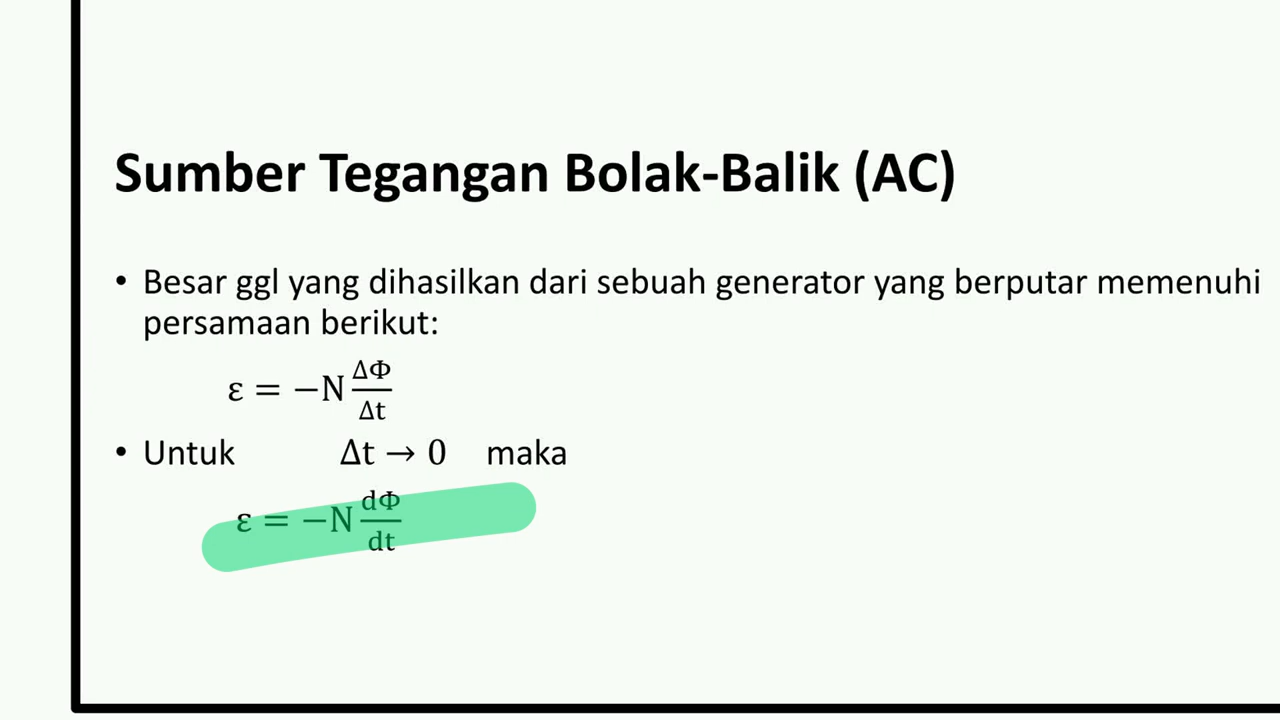 Sumber Tegangan Bolak-Balik (AC)
• Besar ggl yang dihasilkan dari sebuah generator yang berputar memenuhi
persamaan berikut:
ε = −N ΔΦ/Δt
• Untuk Δt → 0 maka
ε = −N dΦ/dt